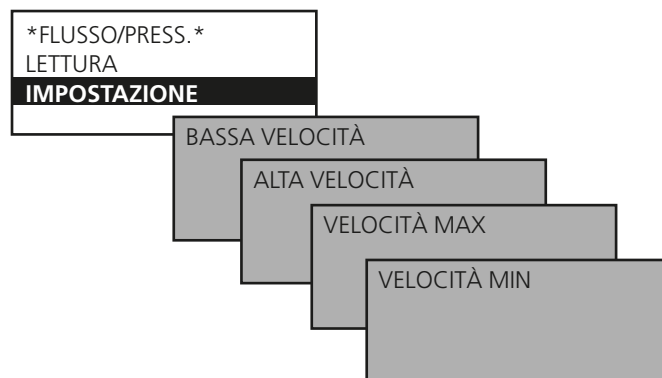 *FLUSSO/PRESS.*
LETTURA
IMPOSTAZIONE
BASSA VELOCITÀ
ALTA VELOCITÀ
VELOCITÀ MAX
VELOCITÀ MIN